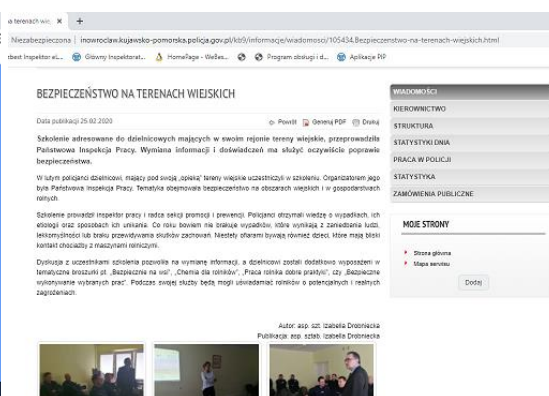 a terenach wie
Niezabezpieczona | inowroclaw.kujawsko-pomorska.policja.gov.pl/kb9/informacje/wiadomosci/105434,Bezpieczenstwo-na-terenach-wiejskich.html
Główny Inspektorat... HomePage - WeBes... Program obsługi i d... Aplikacje PIP
BEZPIECZEŃSTWO NA TERENACH WIEJSKICH
Data publikacji 25.02.2020 Powrót Generuj PDF Drukuj
Szkolenie adresowane do dzielnicowych mających w swoim rejonie tereny wiejskie, przeprowadziła
Państwowa Inspekcja Pracy. Wymiana informacji i doświadczeń ma służyć oczywiście poprawie
bezpieczeństwa.
W lutym policjanci dzielnicowi, mający pod swoją „opieką” tereny wiejskie uczestniczyli w szkoleniu. Organizatorem jego
była Państwowa Inspekcja Pracy. Tematyka obejmowała bezpieczeństwo na obszarach wiejskich i w gospodarstwach
rolnych.
Szkolenie prowadził inspektor pracy i radca sekcji promocji i prewencji. Policjanci otrzymali wiedzę o wypadkach, ich
etiologii oraz sposobach ich unikania. Co roku bowiem nie brakuje wypadków, które wynikają z zaniedbania ludzi,
lekkomyślności lub braku przewidywania skutków zachowań. Niestety ofiarami bywają również dzieci, które mają bliski
kontakt chociażby z maszynami rolniczymi.
Dyskusja z uczestnikami szkolenia pozwoliła na wymianę informacji, a dzielnicowi zostali dodatkowo wyposażeni w
tematyczne broszurki pt. „Bezpiecznie na wsi”, “Chemia dla rolników”, “Praca rolnika dobre praktyki”, czy „Bezpieczne
wykonywanie wybranych prac”. Podczas swojej służby będą mogli uświadamiać rolników o potencjalnych i realnych
zagrożeniach.
Autor: asp. szt. Izabella Drobniecka
Publikacja: asp. sztab. Izabella Drobniecka
WIADOMOŚCI
KIEROWNICTWO
STRUKTURA
STATYSTYKI DNIA
PRACA W POLICJI
STATYSTYKA
ZAMÓWIENIA PUBLICZNE
MOJE STRONY
Strona główna
Mapa serwisu
Dodaj